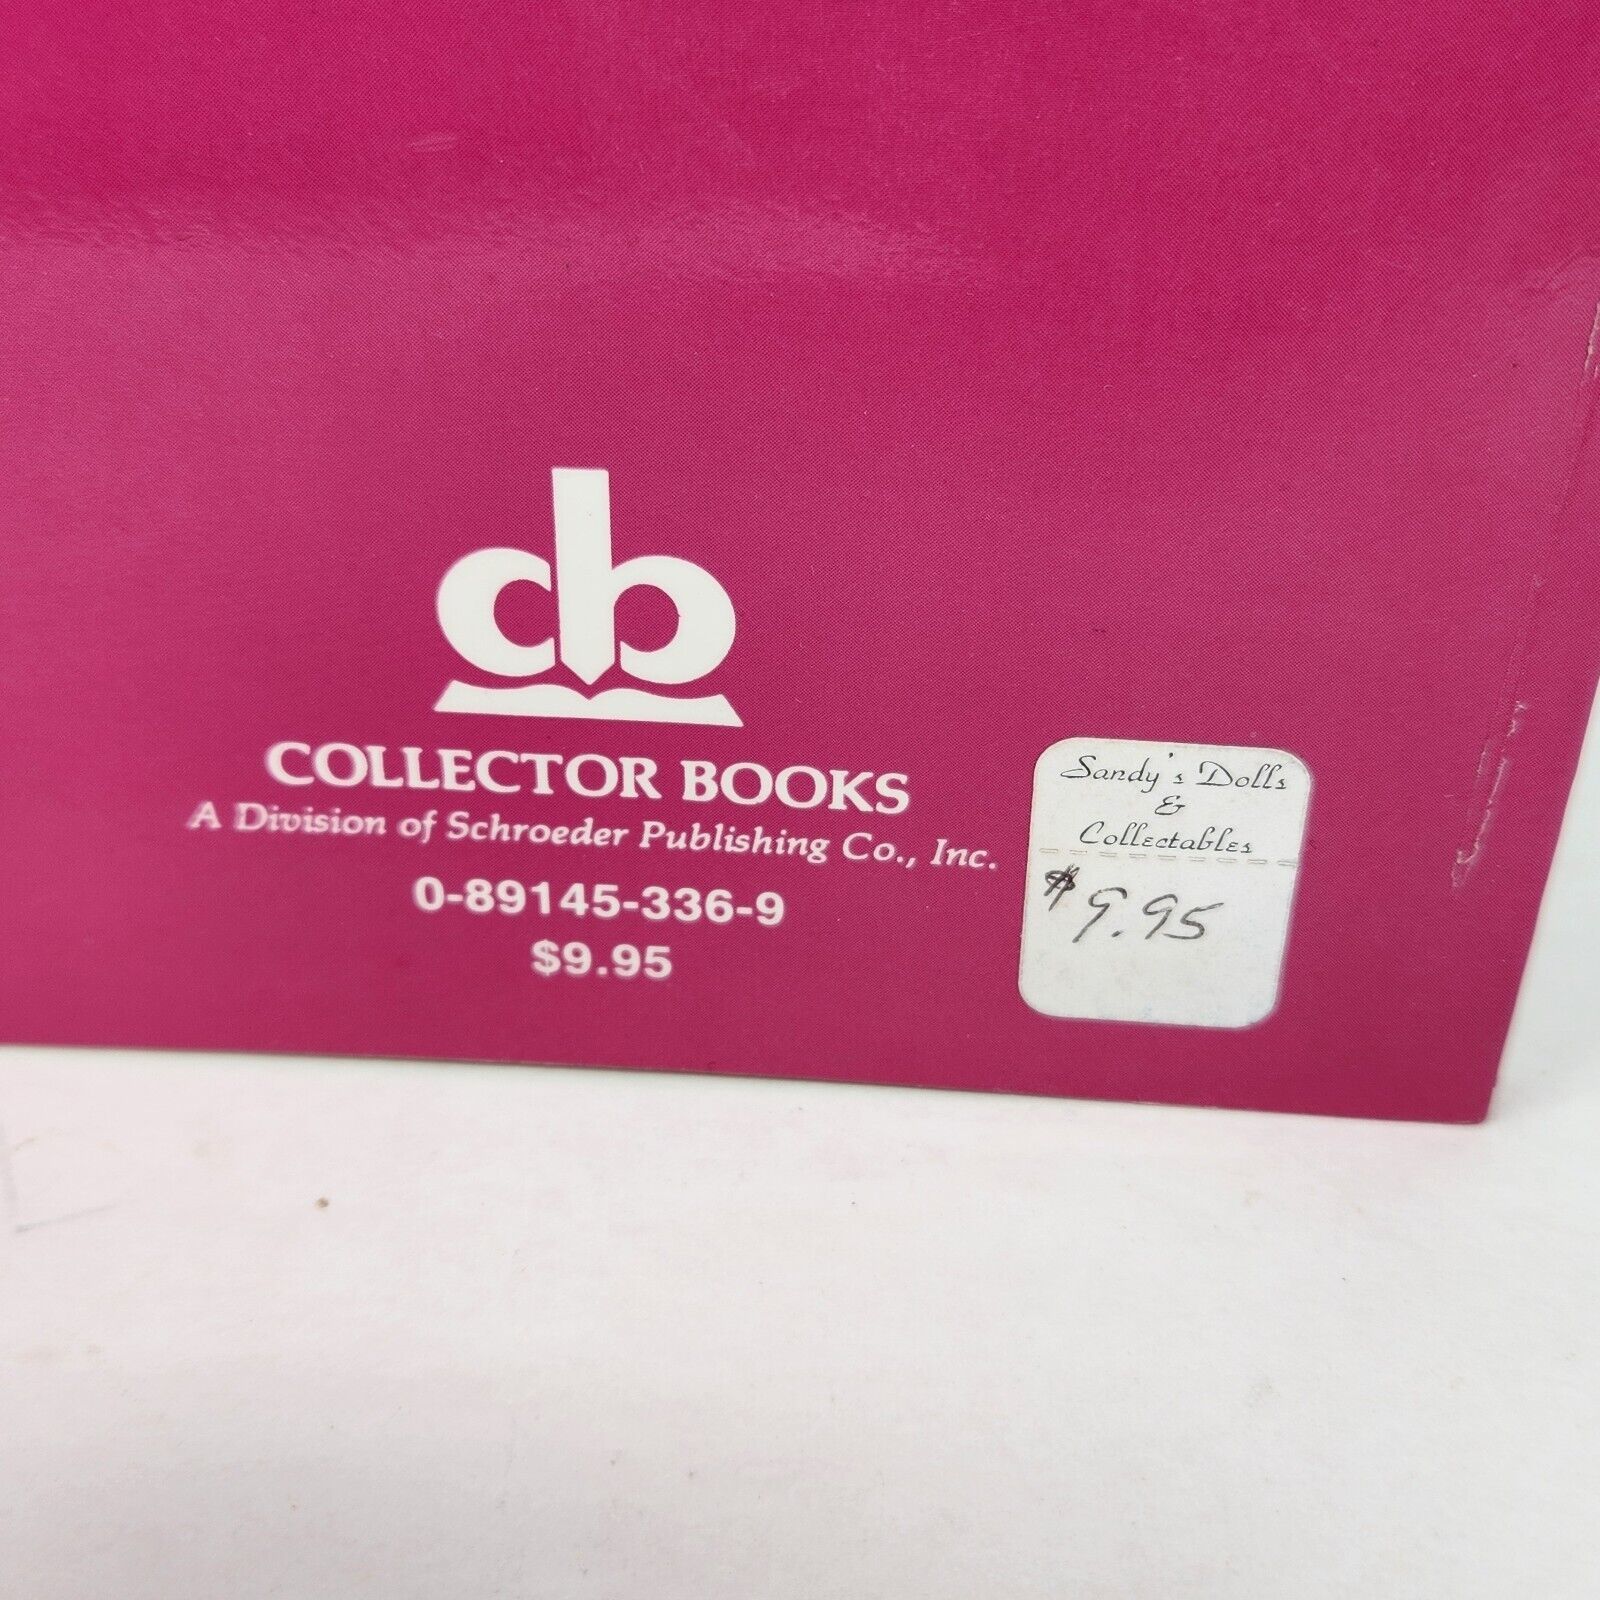 cb
COLLECTOR BOOKS
A Division of Schroeder Publishing Co., Inc.
0-89145-336-9
$9.95
Sandy's Dolls
&
Collectables
$9.95